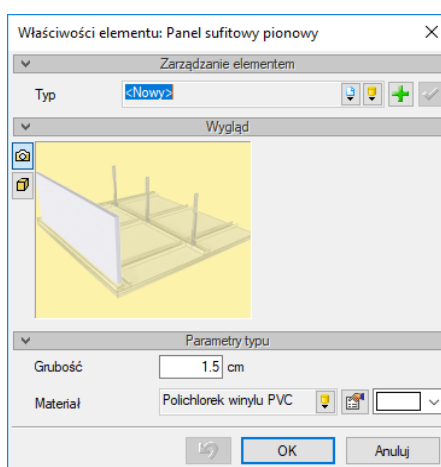 Właściwości elementu: Panel sufitowy pionowy
Zarządzanie elementem
Typ <Nowy>
Wygląd
Parametry typu
Grubość 1.5 cm
Materiał Polichlorek winylu PVC
OK Anuluj